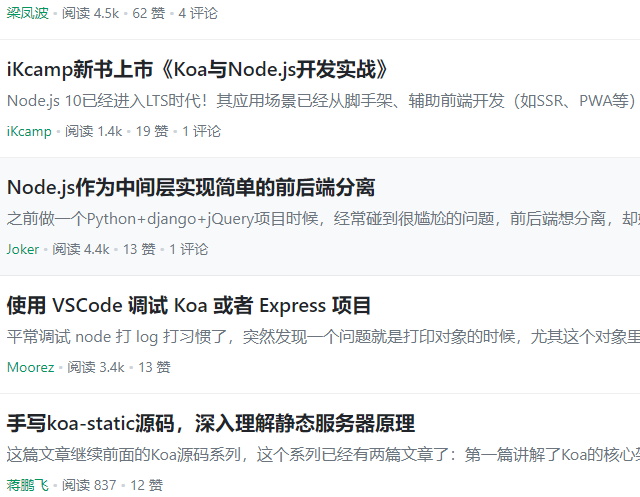 梁凤波 • 阅读 4.5k • 62 赞 • 4 评论
iKcamp新书上市《Koa与Node.js开发实战》
Node.js 10已经进入LTS时代！其应用场景已经从脚手架、辅助前端开发（如SSR、PWA等）
iKcamp • 阅读 1.4k • 19 赞 • 1 评论
Node.js作为中间层实现简单的前后端分离
之前做一个Python+django+jQuery项目时候，经常碰到很尴尬的问题，前后端想分离，却
Joker • 阅读 4.4k • 13 赞 • 1 评论
使用 VSCode 调试 Koa 或者 Express 项目
平常调试 node 打 log 打习惯了，突然发现一个问题就是打印对象的时候，尤其这个对象里
Moorez • 阅读 3.4k • 13 赞
手写koa-static源码，深入理解静态服务器原理
这篇文章继续前面的Koa源码系列，这个系列已经有两篇文章了：第一篇讲解了Koa的核心
蒋鹏飞 • 阅读 837 • 12 赞